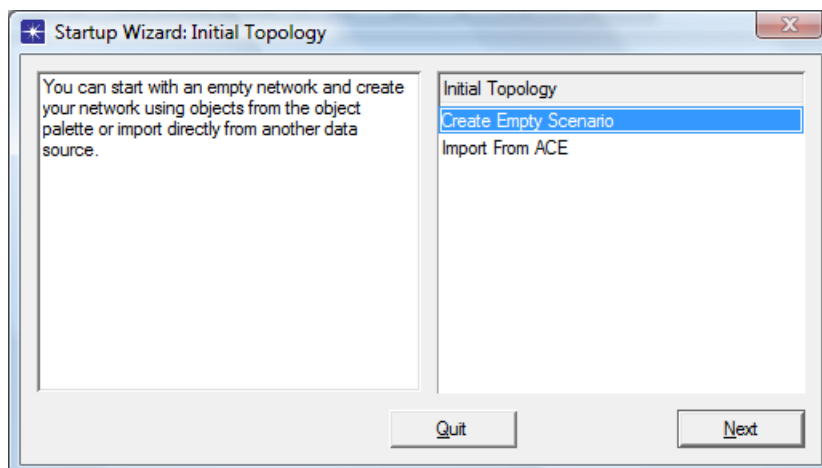 Startup Wizard: Initial Topology
You can start with an empty network and create
your network using objects from the object
palette or import directly from another data
source.
Initial Topology
Create Empty Scenario
Import From ACE
Quit
Next